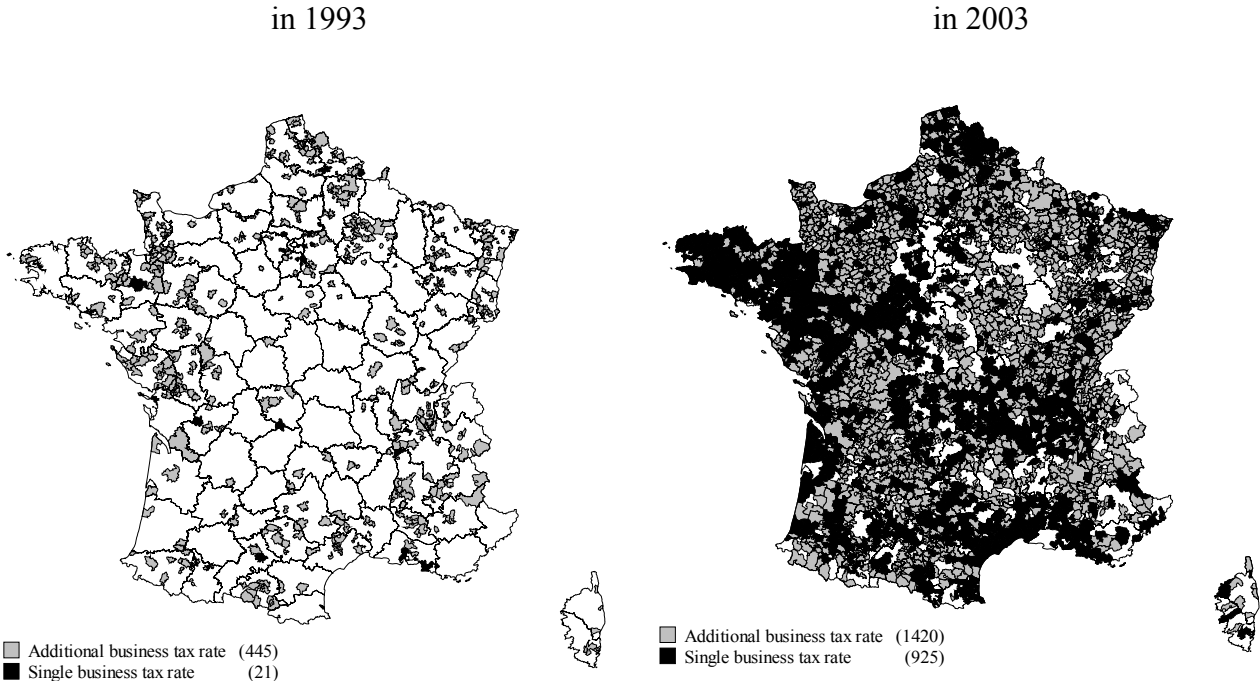 in 1993
in 2003
Additional business tax rate (445)
Single business tax rate (21)
Additional business tax rate (1420)
Single business tax rate (925)